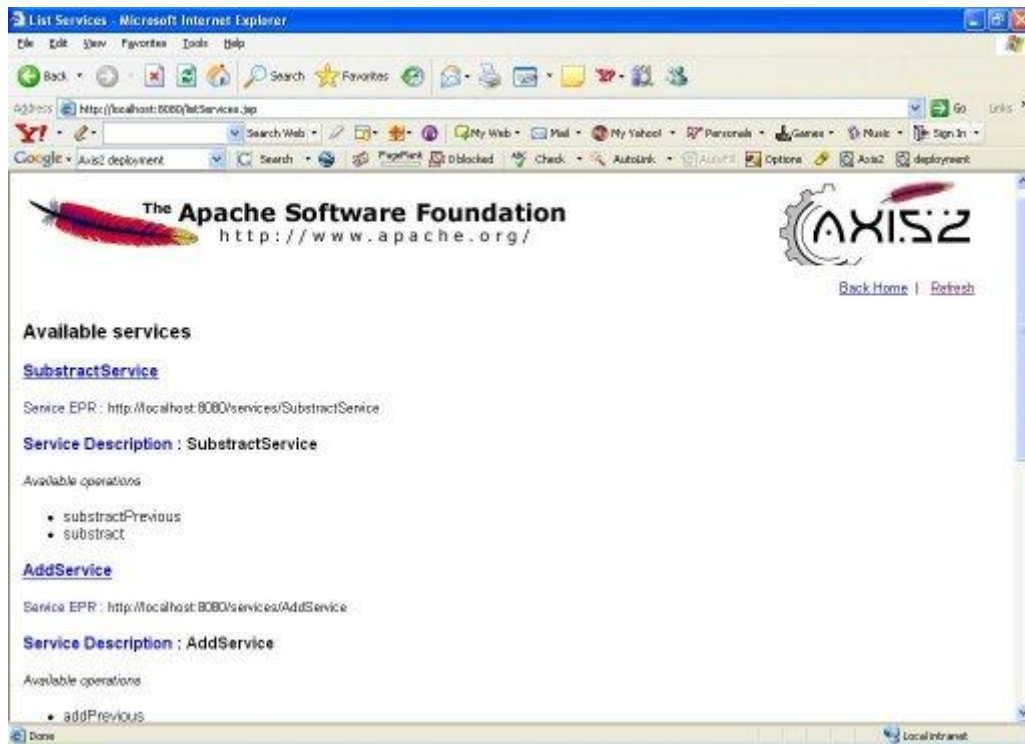 List Services - Microsoft Internet Explorer
File Edit View Favorites Tools Help
Back Search Favorites
Address http://localhost:8080/listServices.jsp Go Links
Y! Search Web My Web Mail My Yahoo! Personals Games Music Sign In
Google Axis2 deployment Search PageRank blocked Check AutoLink AutoFill Options Axis2 deployment
The Apache Software Foundation
http://www.apache.org/
AXIS2
Back Home | Refresh
Available services
SubstractService
Service EPR : http://localhost:8080/services/SubstractService
Service Description : SubstractService
Available operations
substractPrevious
substract
AddService
Service EPR : http://localhost:8080/services/AddService
Service Description : AddService
Available operations
addPrevious
Done Local intranet